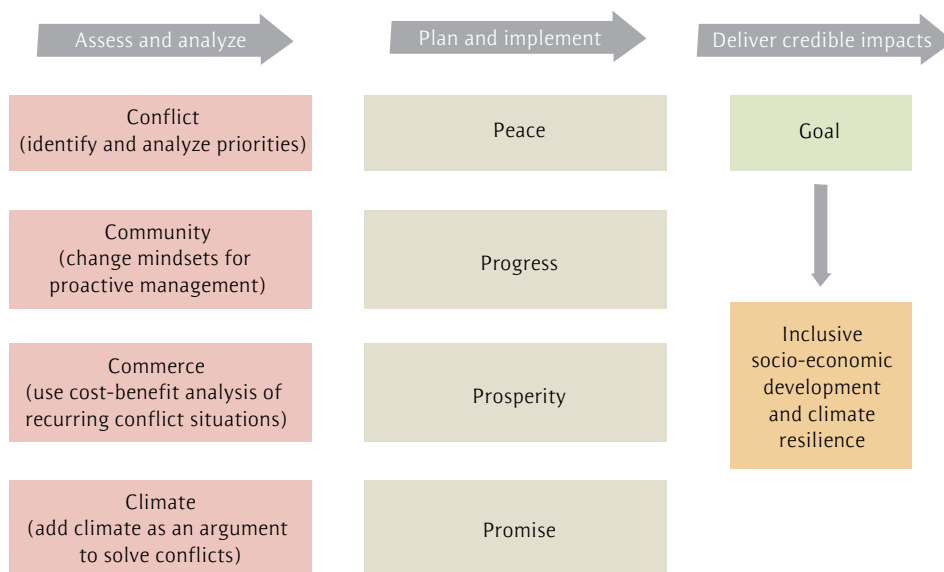 Assess and analyze
Plan and implement
Deliver credible impacts
Conflict
(identify and analyze priorities)
Peace
Goal
Community
(change mindsets for
proactive management)
Progress
Commerce
(use cost-benefit analysis of
recurring conflict situations)
Prosperity
Inclusive
socio-economic
development
and climate
resilience
Climate
(add climate as an argument
to solve conflicts)
Promise